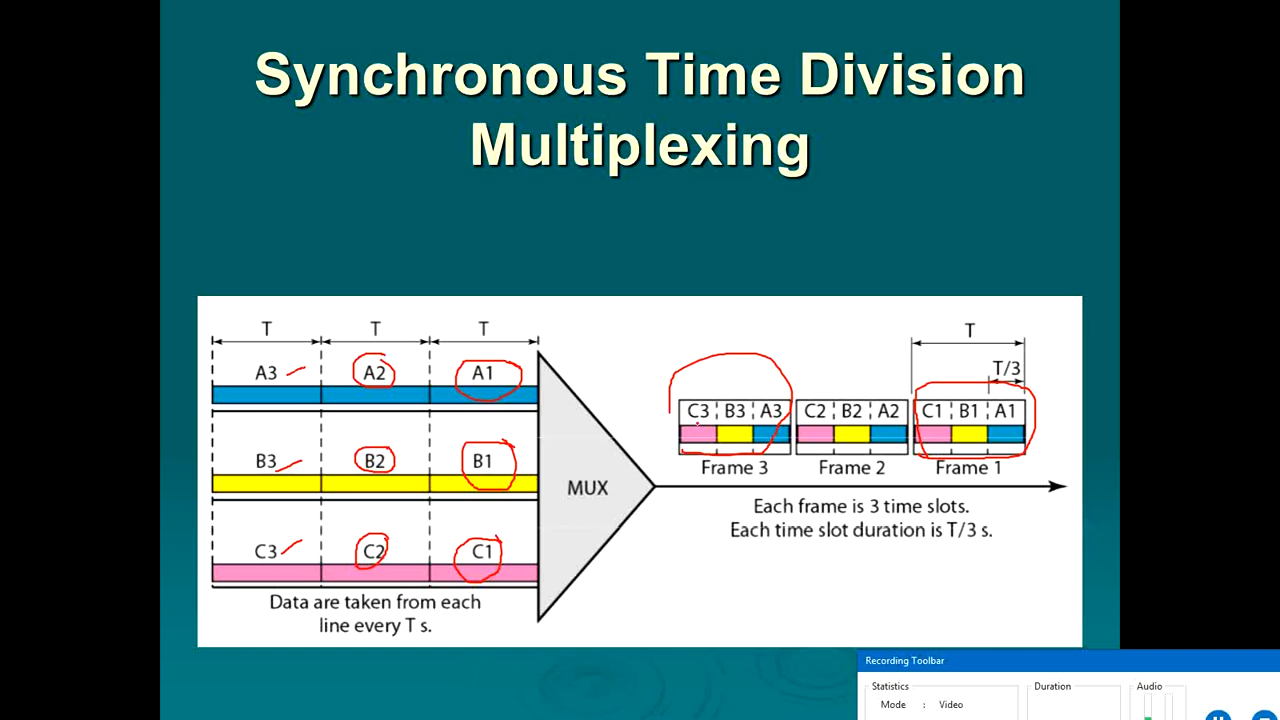 Synchronous Time Division
Multiplexing
T T T
A3 A2 A1
B3 B2 B1
C3 C2 C1
Data are taken from each
line every T s.
MUX
T
T/3
C3 B3 A3 C2 B2 A2 C1 B1 A1
Frame 3 Frame 2 Frame 1
Each frame is 3 time slots.
Each time slot duration is T/3 s.
Recording Toolbar
Statistics Duration Audio
Mode : Video